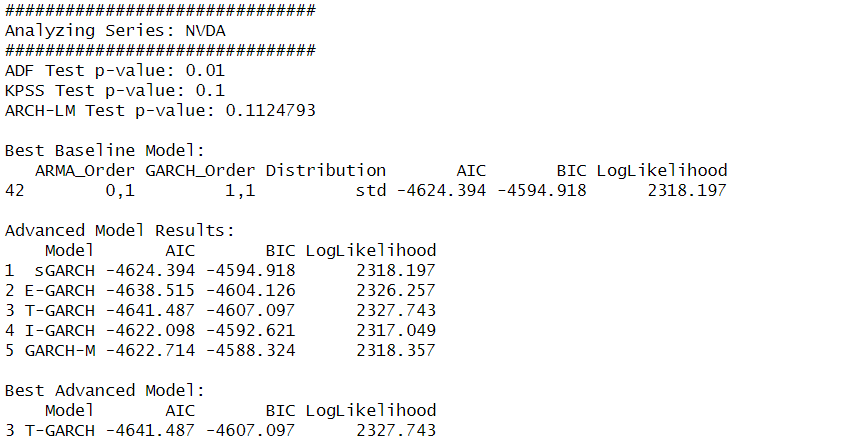 ###############################
Analyzing Series: NVDA
###############################
ADF Test p-value: 0.01
KPSS Test p-value: 0.1
ARCH-LM Test p-value: 0.1124793
Best Baseline Model:
   ARMA_Order GARCH_Order Distribution       AIC       BIC LogLikelihood
42        0,1         1,1          std -4624.394 -4594.918      2318.197
Advanced Model Results:
    Model       AIC       BIC LogLikelihood
1  sGARCH -4624.394 -4594.918      2318.197
2 E-GARCH -4638.515 -4604.126      2326.257
3 T-GARCH -4641.487 -4607.097      2327.743
4 I-GARCH -4622.098 -4592.621      2317.049
5 GARCH-M -4622.714 -4588.324      2318.357
Best Advanced Model:
    Model       AIC       BIC LogLikelihood
3 T-GARCH -4641.487 -4607.097      2327.743